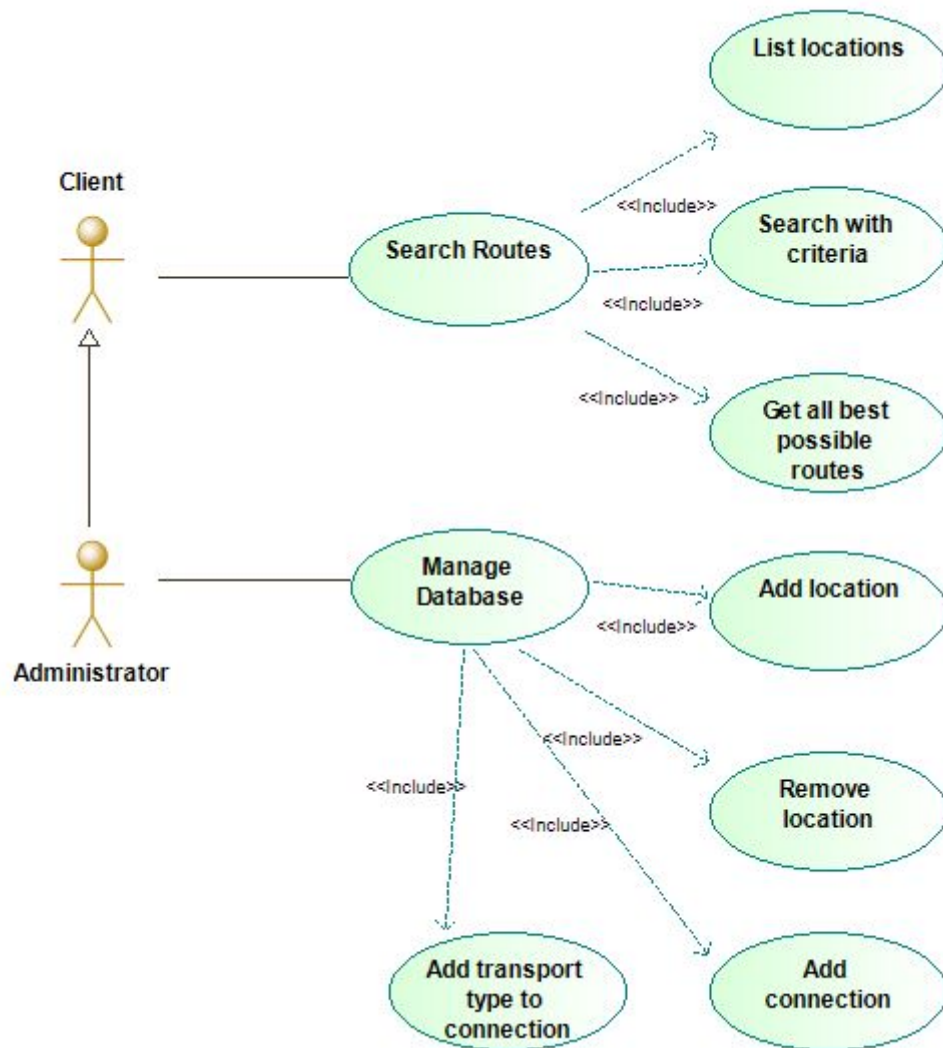 List locations
Client
<<Include>>
Search Routes
Search with
criteria
<<Include>>
<<Include>>
Get all best
possible
routes
Manage
Database
Add location
<<Include>>
Administrator
<<Include>>
<<Include>>
Remove
location
<<Include>>
Add transport
type to
connection
Add
connection